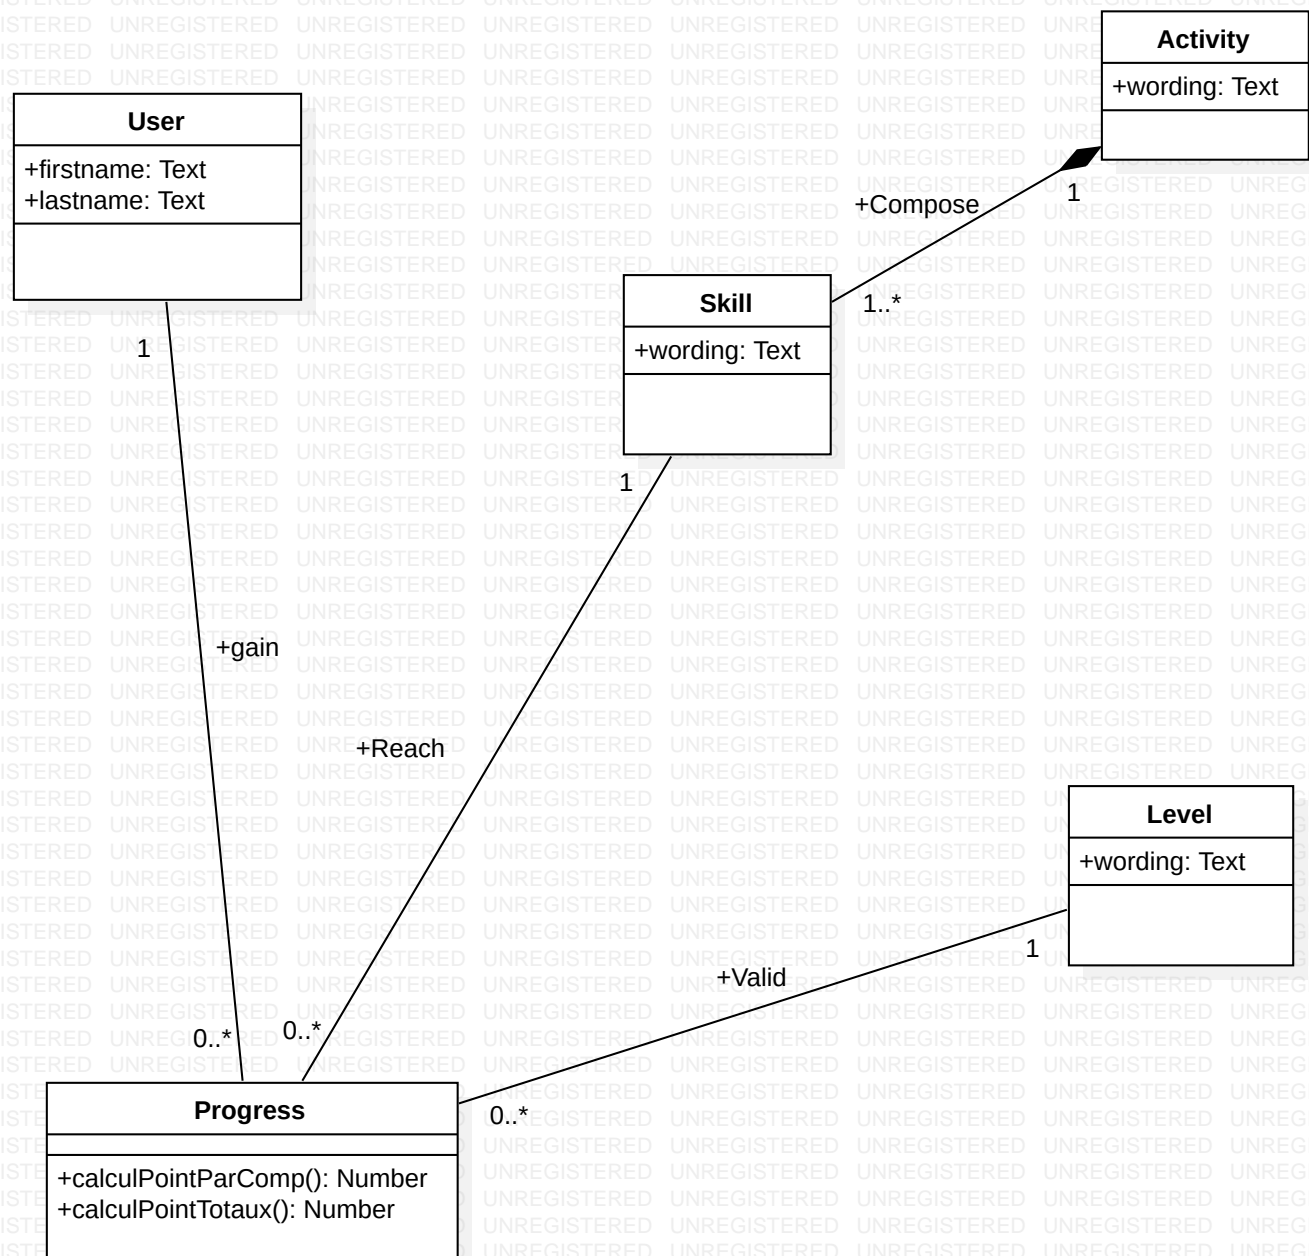 Activity
+wording: Text
User
+firstname: Text
+lastname: Text
1
+Compose
1..*
Skill
+wording: Text
1
1
+gain
+Reach
Level
+wording: Text
1
+Valid
0..*
0..*
0..*
Progress
+calculPointParComp(): Number
+calculPointTotaux(): Number
UNREGISTERED